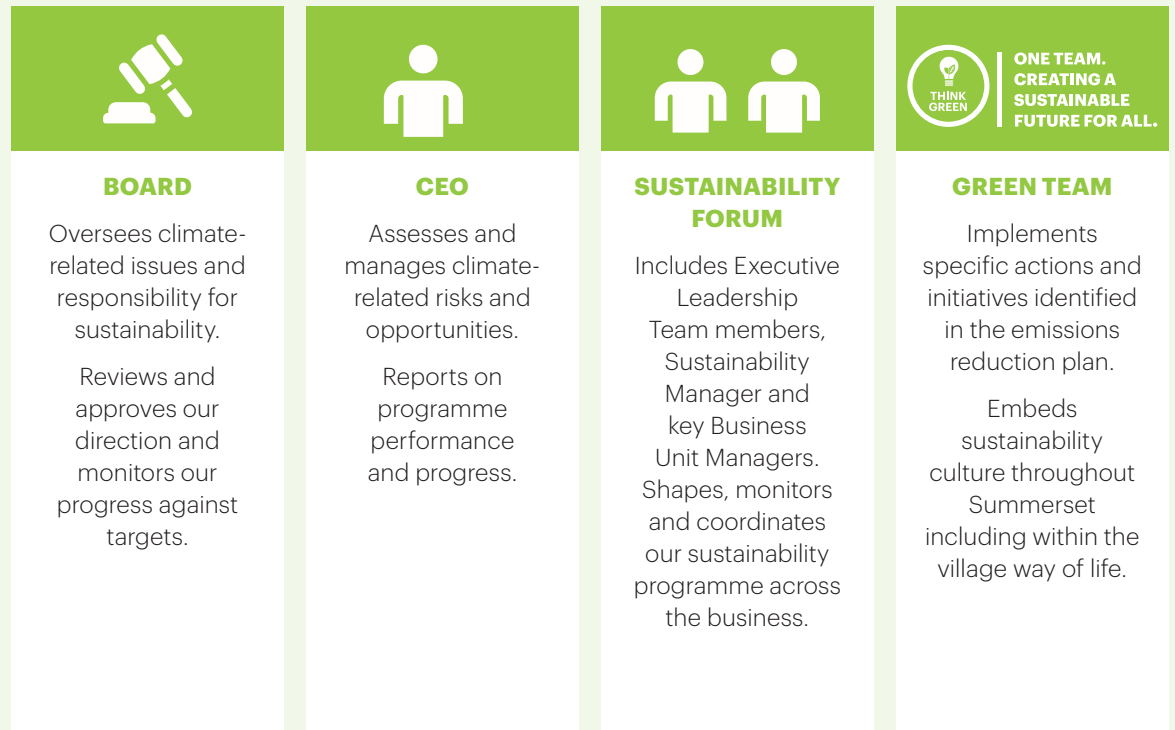 THINK
GREEN
ONE TEAM.
CREATING A
SUSTAINABLE
FUTURE FOR ALL.
BOARD
Oversees climate-
related issues and
responsibility for
sustainability.
Reviews and
approves our
direction and
monitors our
progress against
targets.
CEO
Assesses and
manages climate-
related risks and
opportunities.
Reports on
programme
performance
and progress.
SUSTAINABILITY
FORUM
Includes Executive
Leadership
Team members,
Sustainability
Manager and
key Business
Unit Managers.
Shapes, monitors
and coordinates
our sustainability
programme across
the business.
GREEN TEAM
Implements
specific actions and
initiatives identified
in the emissions
reduction plan.
Embeds
sustainability
culture throughout
Summerset
including within the
village way of life.